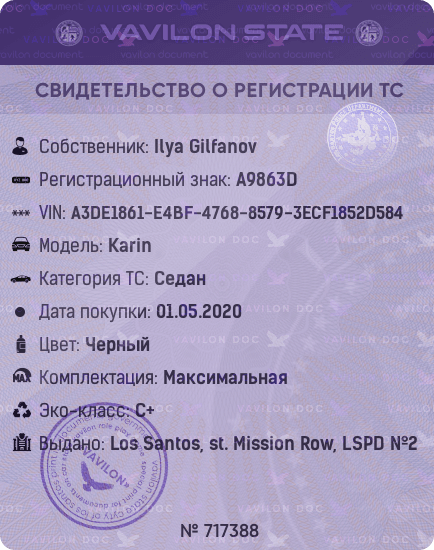 VAVILON STATE
СВИДЕТЕЛЬСТВО О РЕГИСТРАЦИИ ТС
Собственник: Ilya Gilfanov
Регистрационный знак: A9863D
VIN: A3DE1861-E4BF-4768-8579-3ECF1852D584
Модель: Karin
Категория ТС: Седан
Дата покупки: 01.05.2020
Цвет: Черный
MAX Комплектация: Максимальная
Эко-класс: C+
Выдано: Los Santos, st. Mission Row, LSPD №2
VAVILON
№ 717388